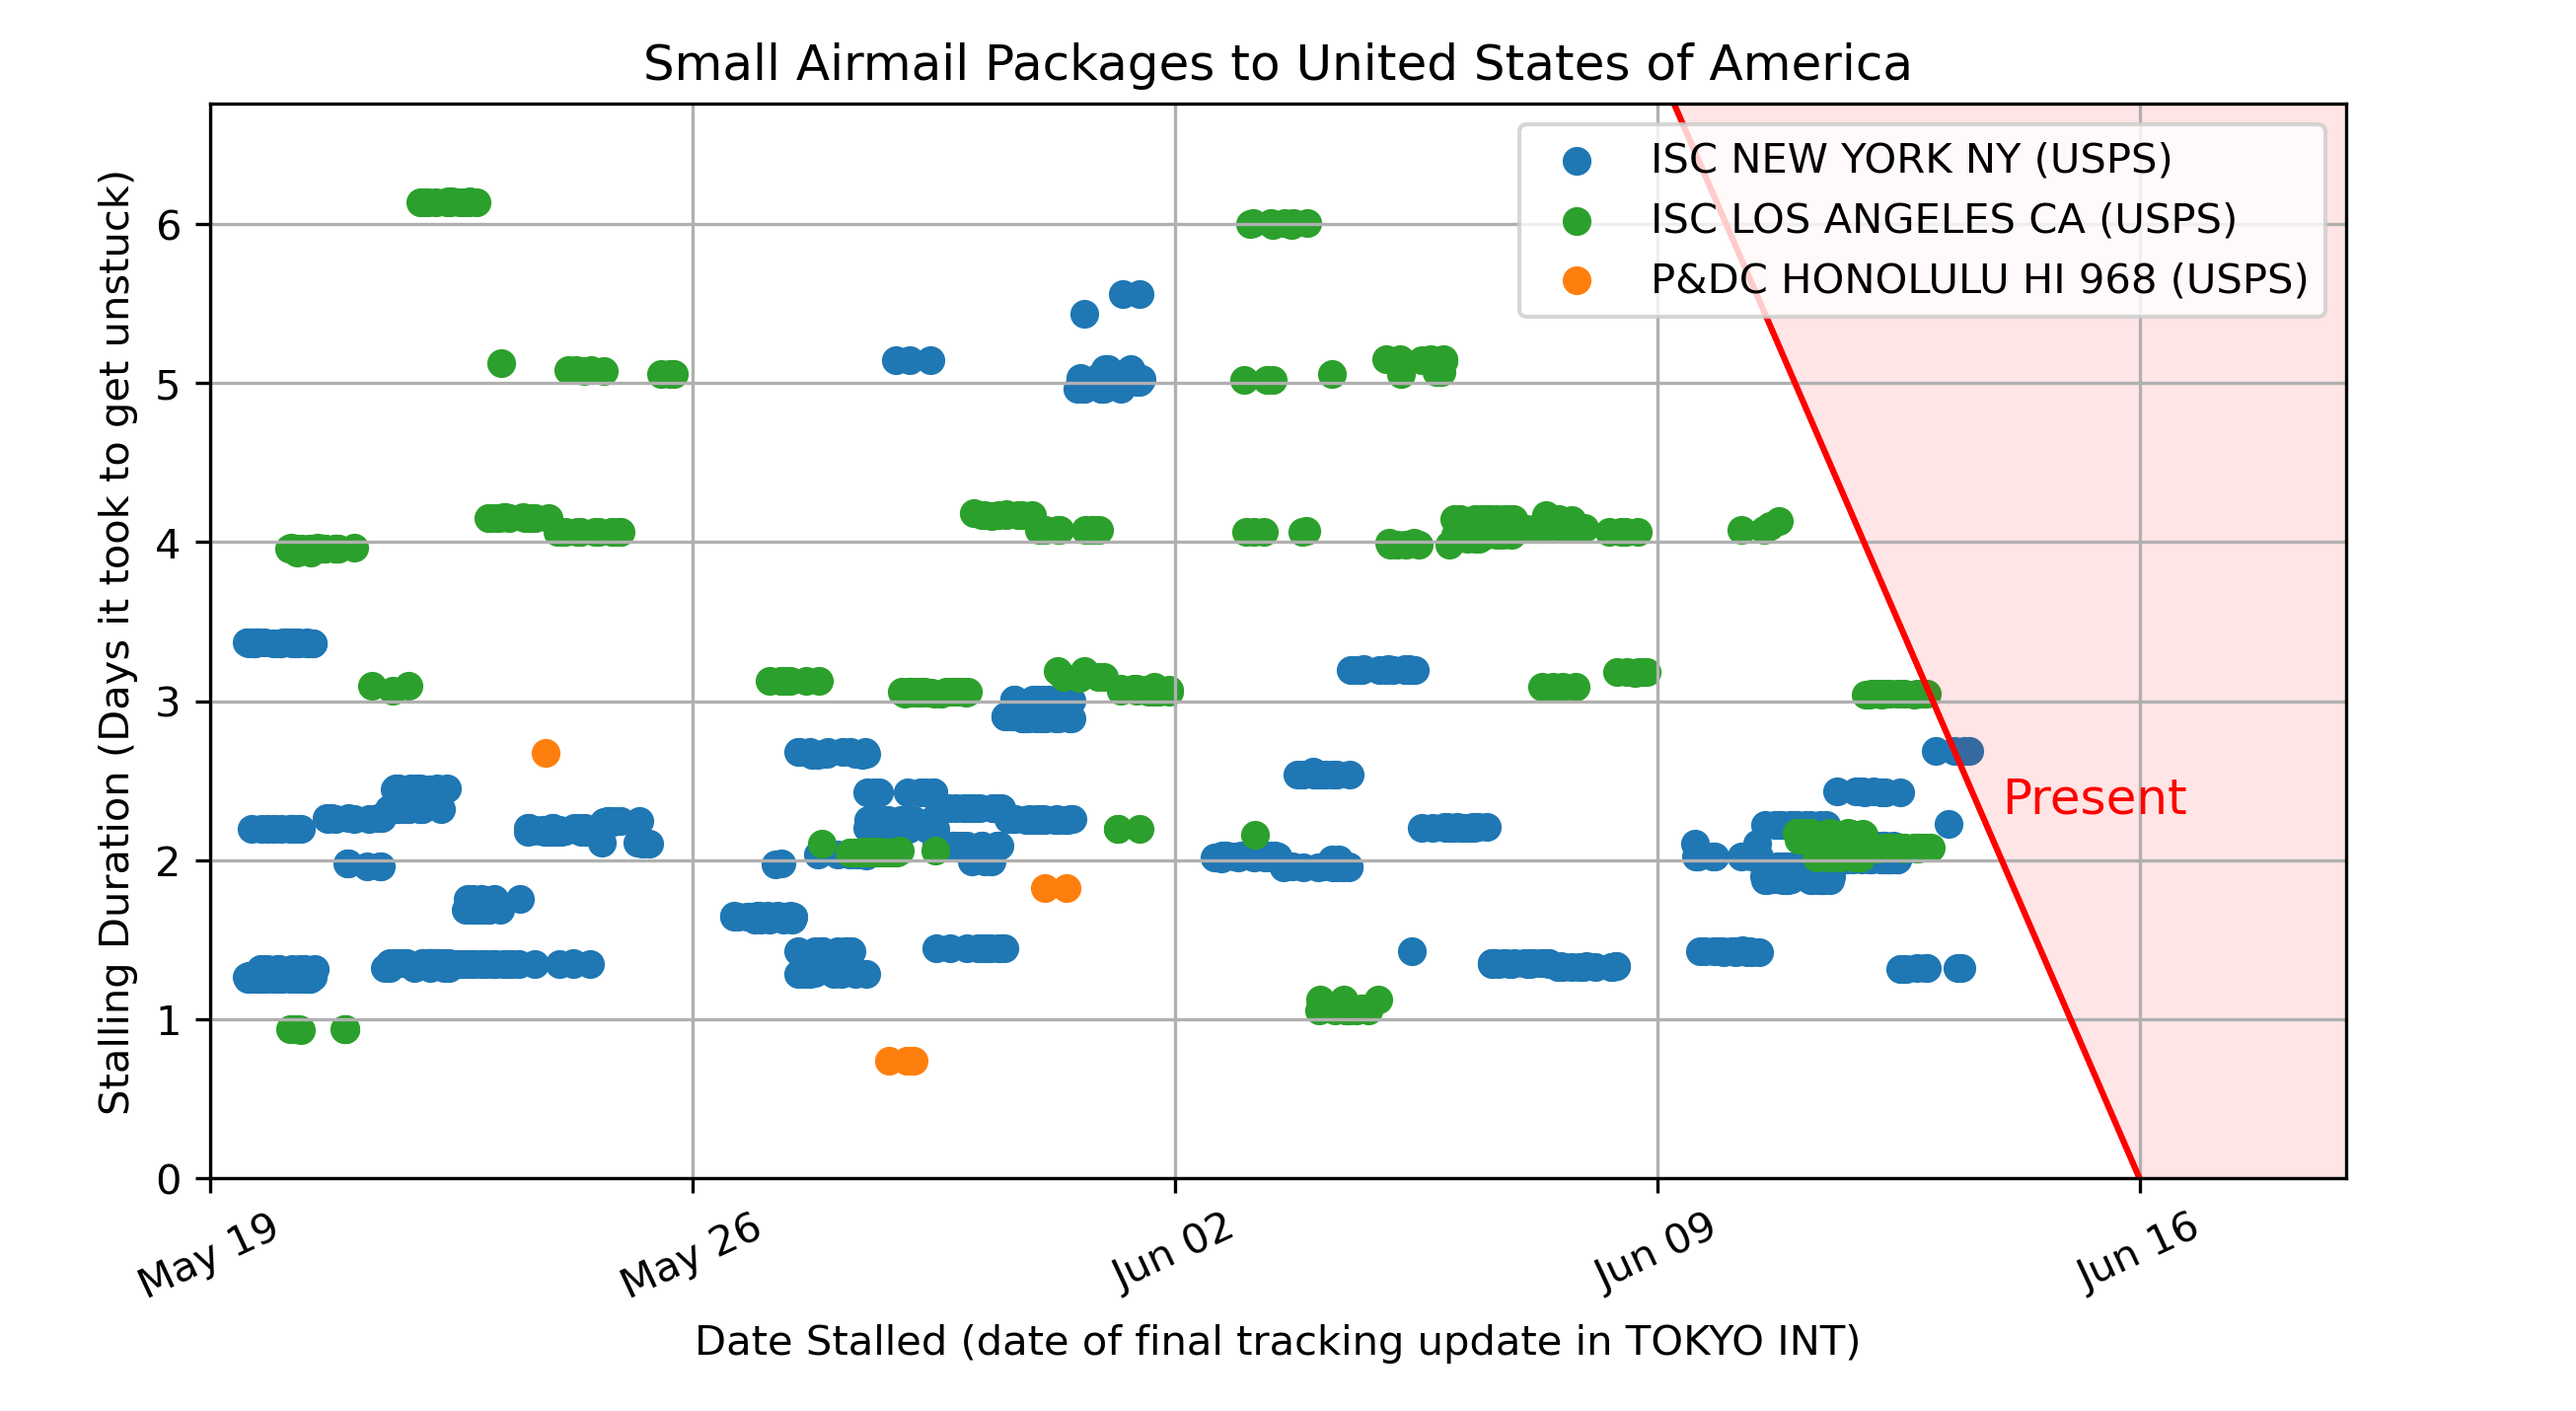 Small Airmail Packages to United States of America
ISC NEW YORK NY (USPS)
ISC LOS ANGELES CA (USPS)
P&DC HONOLULU HI 968 (USPS)
Stalling Duration (Days it took to get unstuck)
6
5
4
3
2
1
0
Present
May 19
May 26
Jun 02
Jun 09
Jun 16
Date Stalled (date of final tracking update in TOKYO INT)